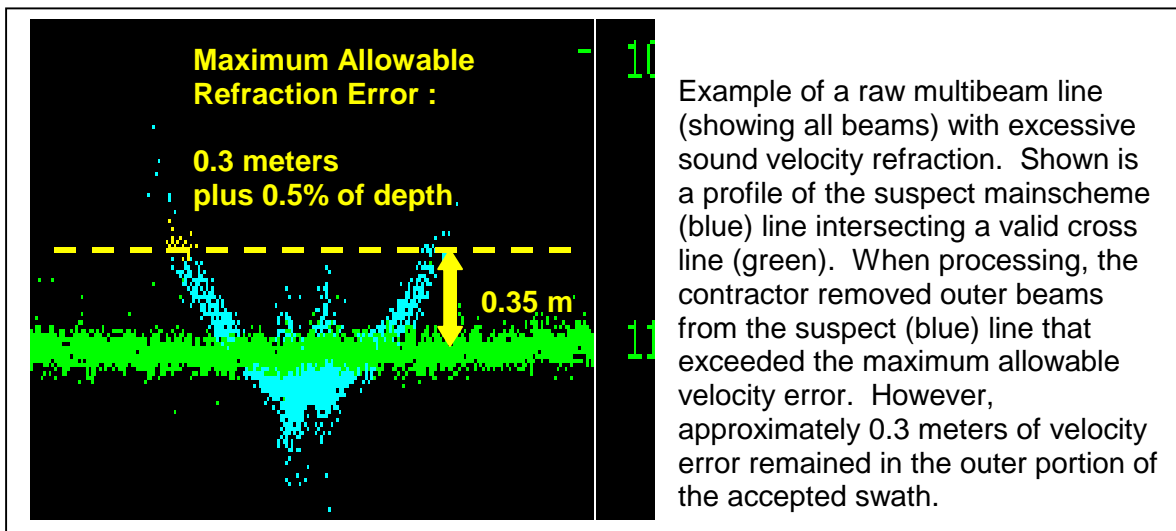 Maximum Allowable
Refraction Error :
0.3 meters
plus 0.5% of depth
0.35 m
10
11
Example of a raw multibeam line
(showing all beams) with excessive
sound velocity refraction.  Shown is
a profile of the suspect mainscheme
(blue) line intersecting a valid cross
line (green).  When processing, the
contractor removed outer beams
from the suspect (blue) line that
exceeded the maximum allowable
velocity error.  However,
approximately 0.3 meters of velocity
error remained in the outer portion of
the accepted swath.